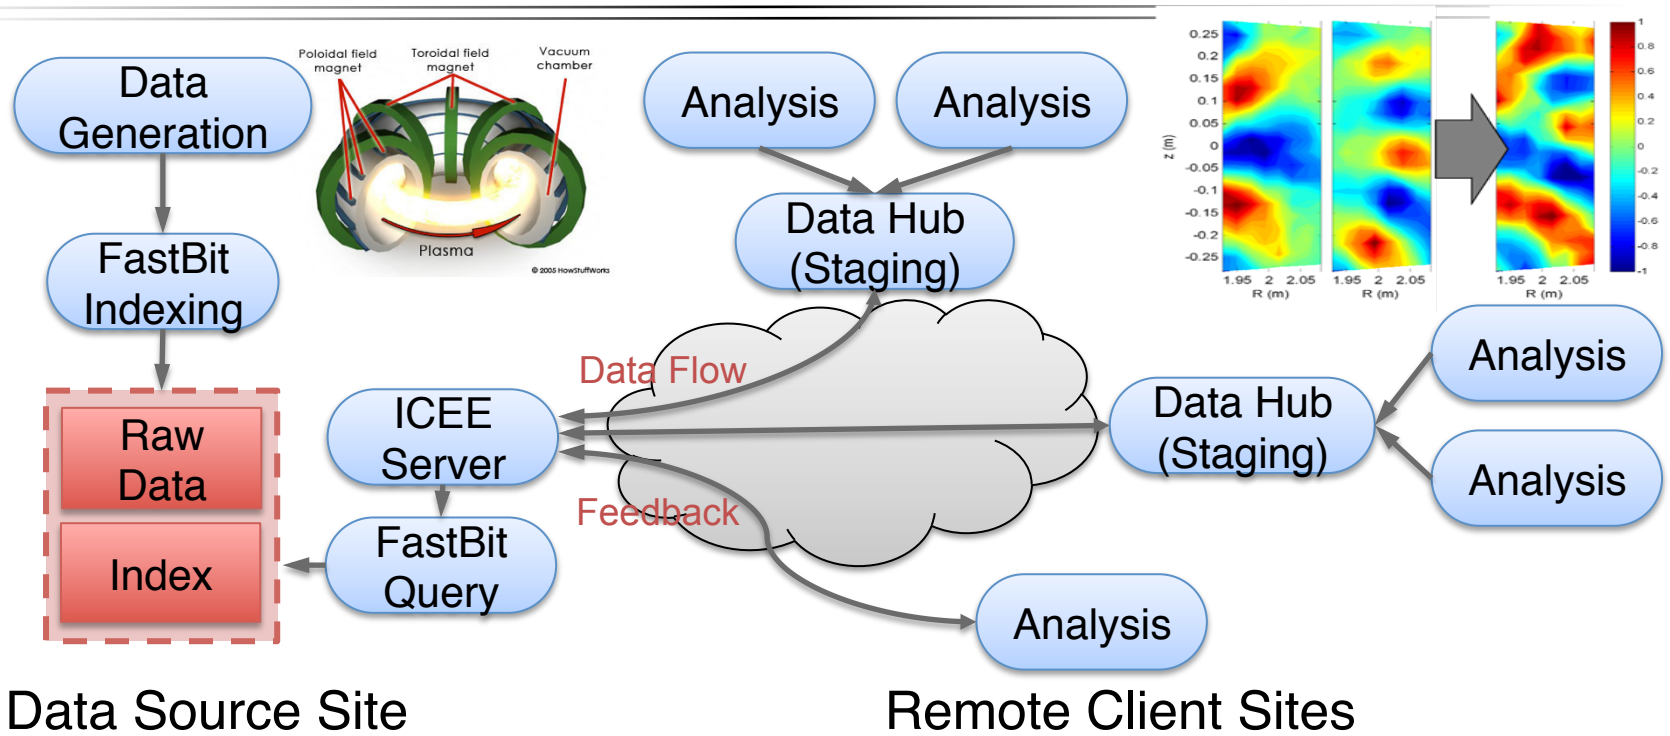 Data
Generation
FastBit
Indexing
Raw
Data
Index
ICEE
Server
FastBit
Query
Poloidal field
magnet
Toroidal field
magnet
Vacuum
chamber
Plasma
© 2005 HowStuffWorks
Analysis
Analysis
Data Hub
(Staging)
Data Flow
Feedback
Data Hub
(Staging)
Analysis
Analysis
Analysis
z (m)
0.25
0.2
0.15
0.1
0.05
0
-0.05
-0.1
-0.15
-0.2
-0.25
1.95 2 2.05
R (m)
1.95 2 2.05
R (m)
1.95 2 2.05
R (m)
1
0.8
0.6
0.4
0.2
0
-0.2
-0.4
-0.6
-0.8
-1
Data Source Site
Remote Client Sites